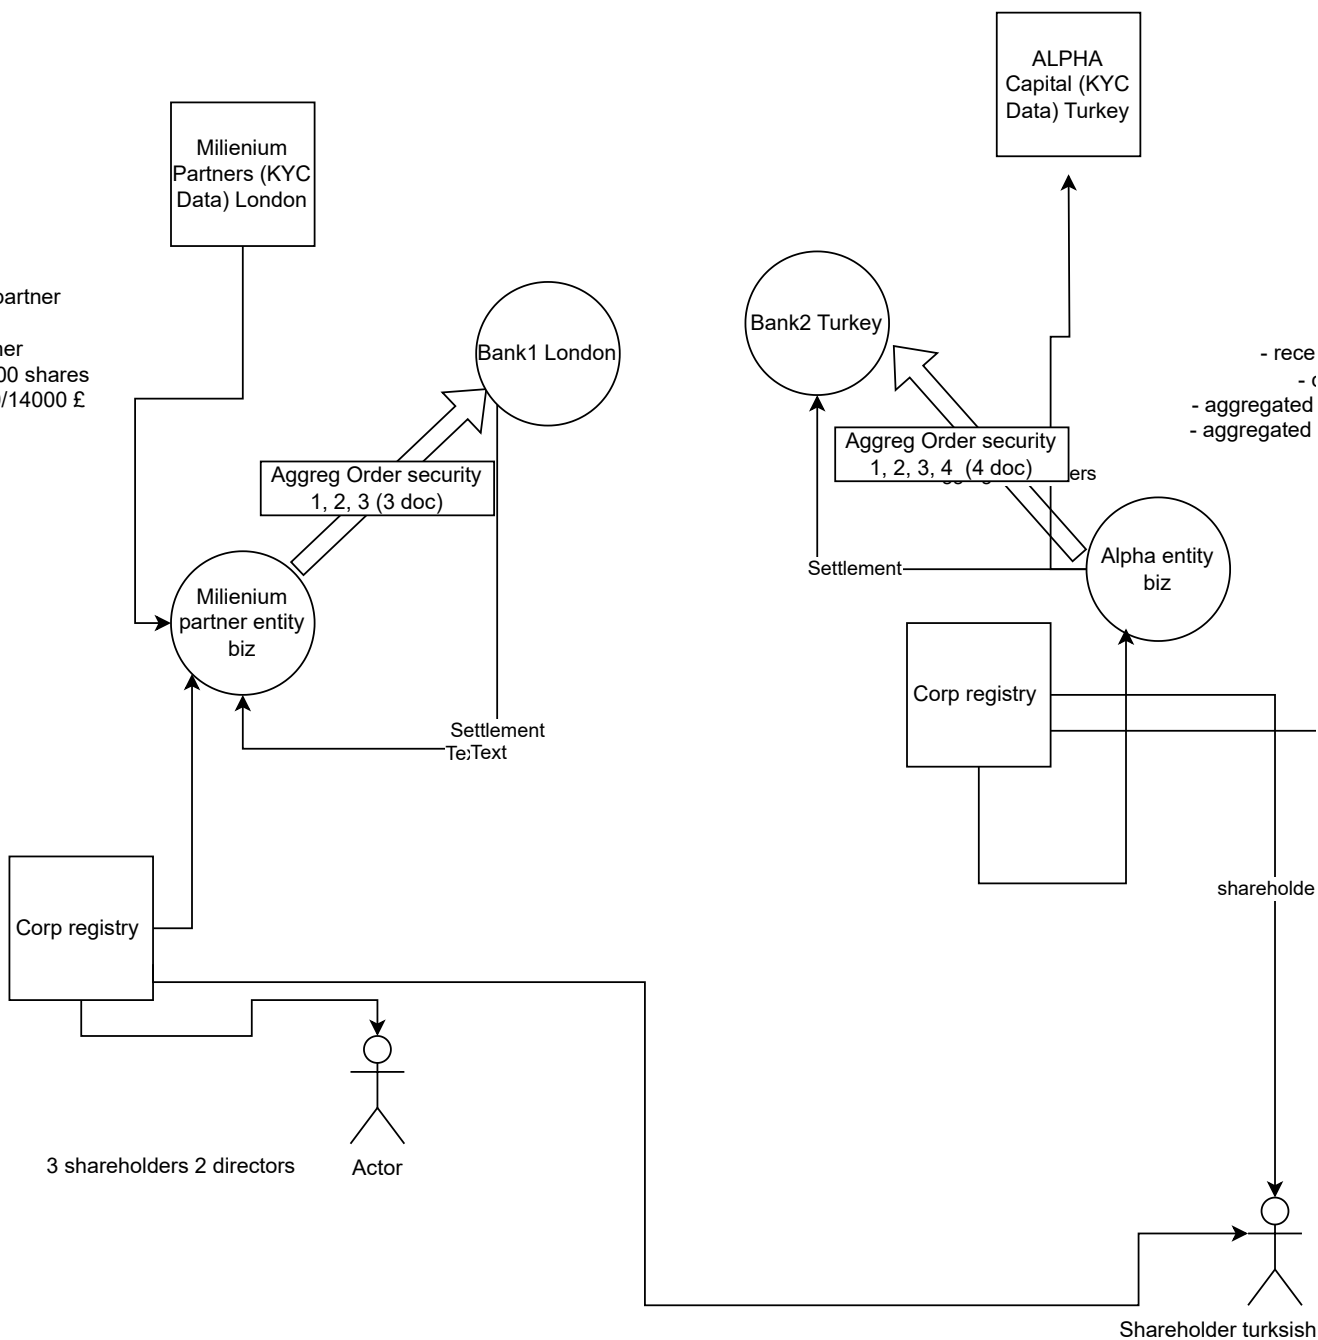 ALPHA
Capital (KYC
Data) Turkey
Milienium
Partners (KYC
Data) London
partner
ner
00 shares
/14000 £
Bank1 London
Bank2 Turkey
- rece
- aggregated
- aggregated
Aggreg Order security
1, 2, 3, 4  (4 doc)
ers
Aggreg Order security
1, 2, 3 (3 doc)
Settlement
Alpha entity
biz
Milienium
partner entity
biz
Corp registry
Settlement
Text
shareholde
Corp registry
3 shareholders 2 directors
Actor
Shareholder turksish